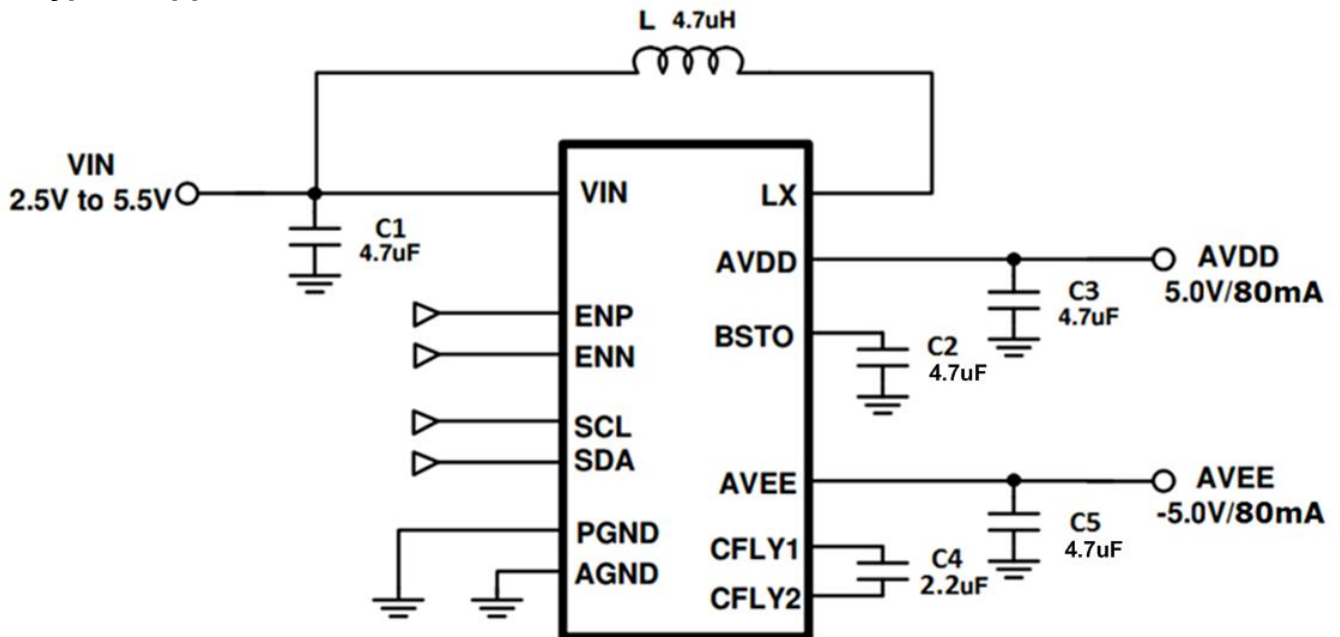 L 4.7uH
VIN
2.5V to 5.5V
C1
4.7uF
VIN
ENP
ENN
SCL
SDA
PGND
AGND
LX
AVDD
BSTO
AVEE
CFLY1
CFLY2
AVDD
5.0V/80mA
C3
4.7uF
C2
4.7uF
AVEE
-5.0V/80mA
C5
4.7uF
C4
2.2uF